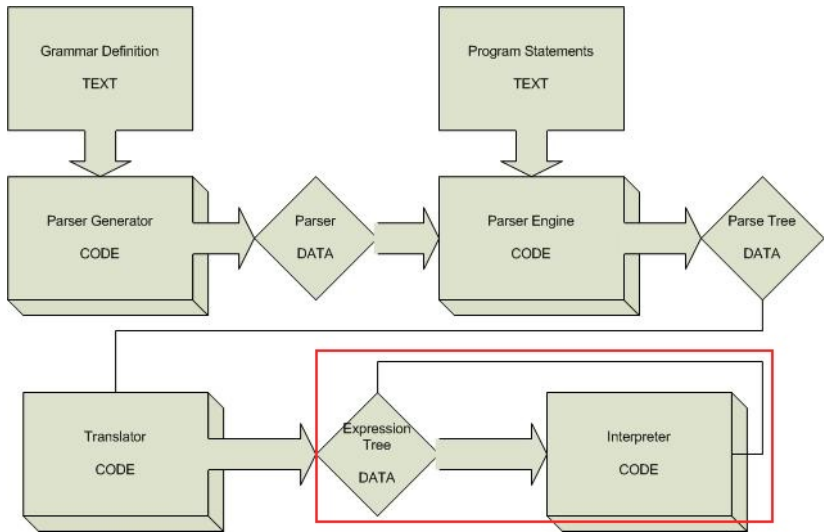 Grammar Definition
TEXT
Program Statements
TEXT
Parser Generator
CODE
Parser
DATA
Parser Engine
CODE
Parse Tree
DATA
Translator
CODE
Expression
Tree
DATA
Interpreter
CODE